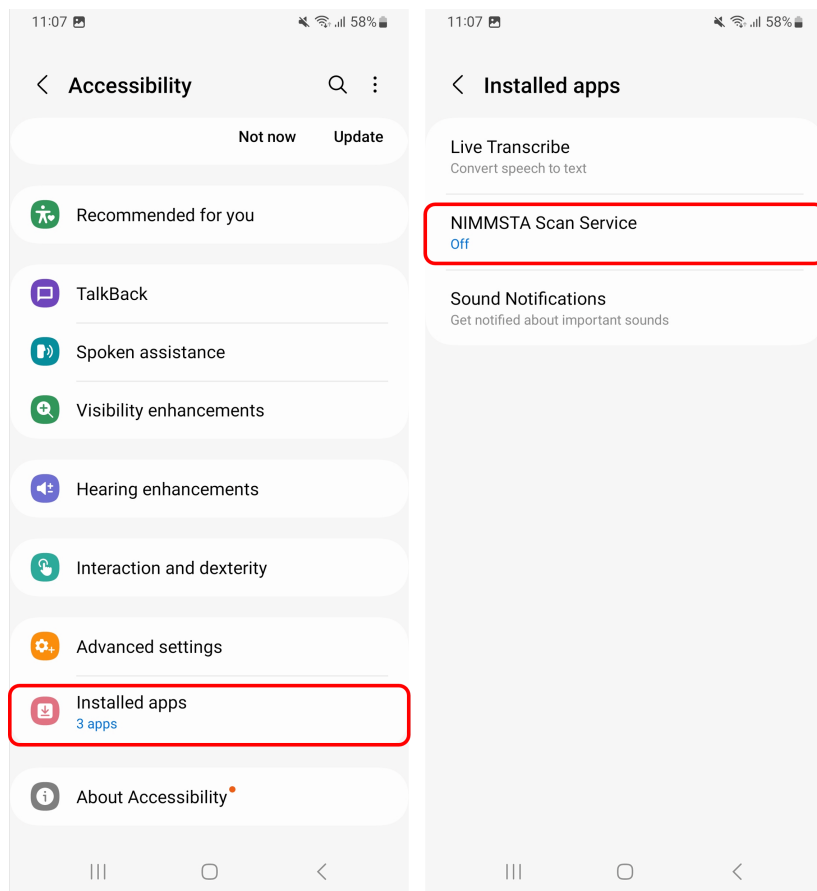 11:07 58%
Accessibility
Not now Update
Recommended for you
TalkBack
Spoken assistance
Visibility enhancements
Hearing enhancements
Interaction and dexterity
Advanced settings
Installed apps
3 apps
About Accessibility
11:07 58%
Installed apps
Live Transcribe
Convert speech to text
NIMMSTA Scan Service
Off
Sound Notifications
Get notified about important sounds